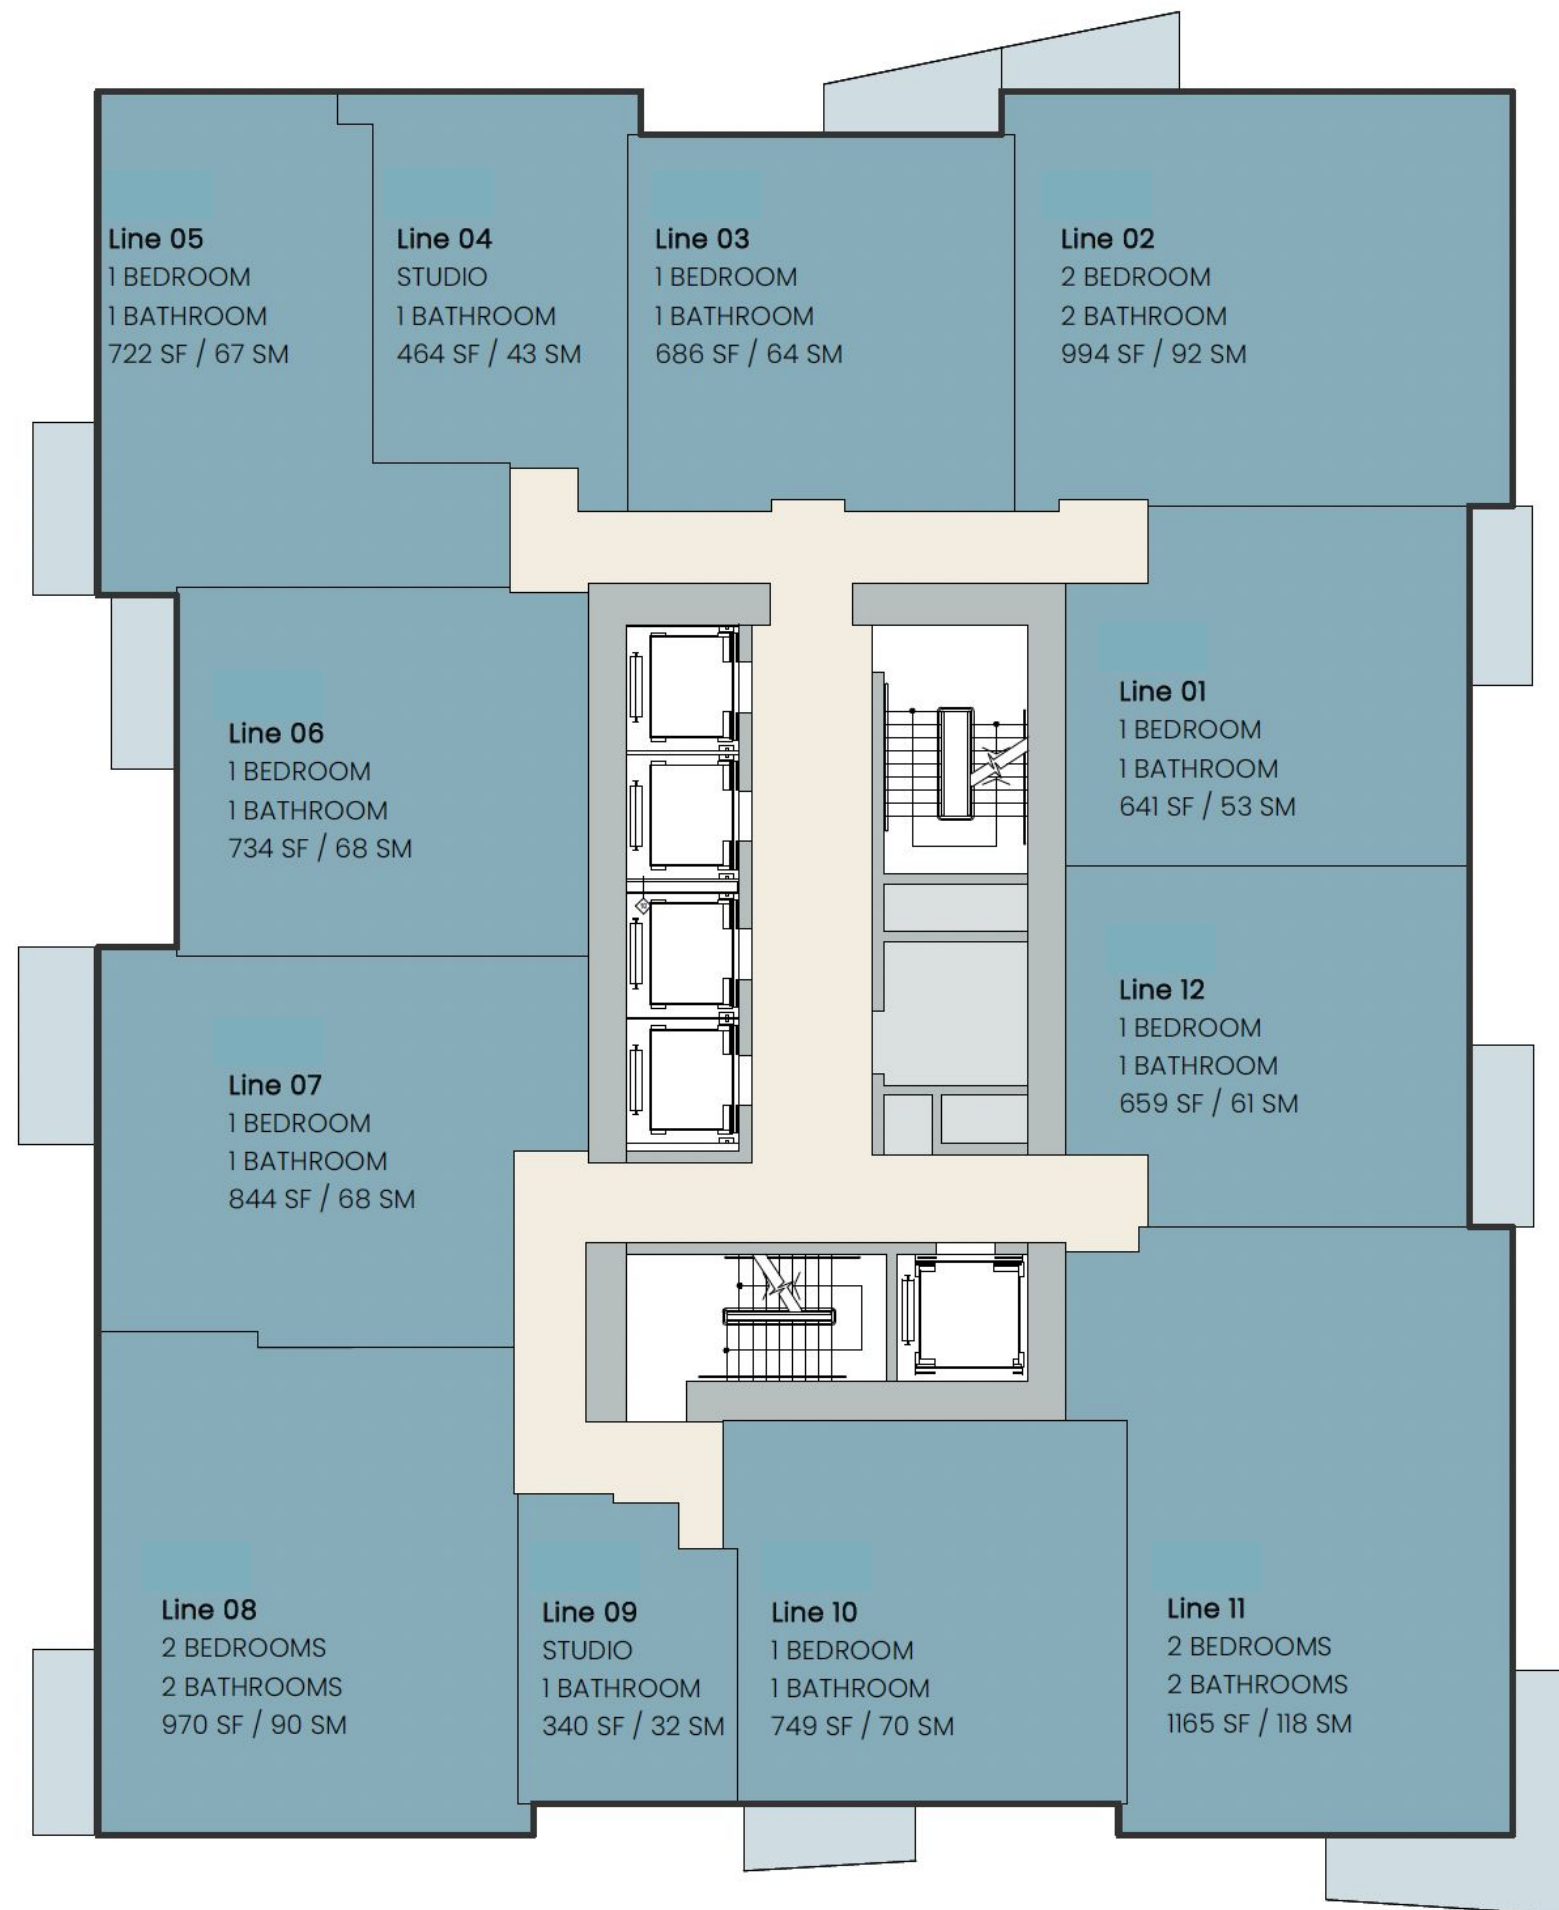 Line 05
1 BEDROOM
1 BATHROOM
722 SF / 67 SM
Line 04
STUDIO
1 BATHROOM
464 SF / 43 SM
Line 03
1 BEDROOM
1 BATHROOM
686 SF / 64 SM
Line 02
2 BEDROOM
2 BATHROOM
994 SF / 92 SM
Line 06
1 BEDROOM
1 BATHROOM
734 SF / 68 SM
Line 01
1 BEDROOM
1 BATHROOM
641 SF / 53 SM
Line 07
1 BEDROOM
1 BATHROOM
844 SF / 68 SM
Line 12
1 BEDROOM
1 BATHROOM
659 SF / 61 SM
Line 08
2 BEDROOMS
2 BATHROOMS
970 SF / 90 SM
Line 09
STUDIO
1 BATHROOM
340 SF / 32 SM
Line 10
1 BEDROOM
1 BATHROOM
749 SF / 70 SM
Line 11
2 BEDROOMS
2 BATHROOMS
1165 SF / 118 SM